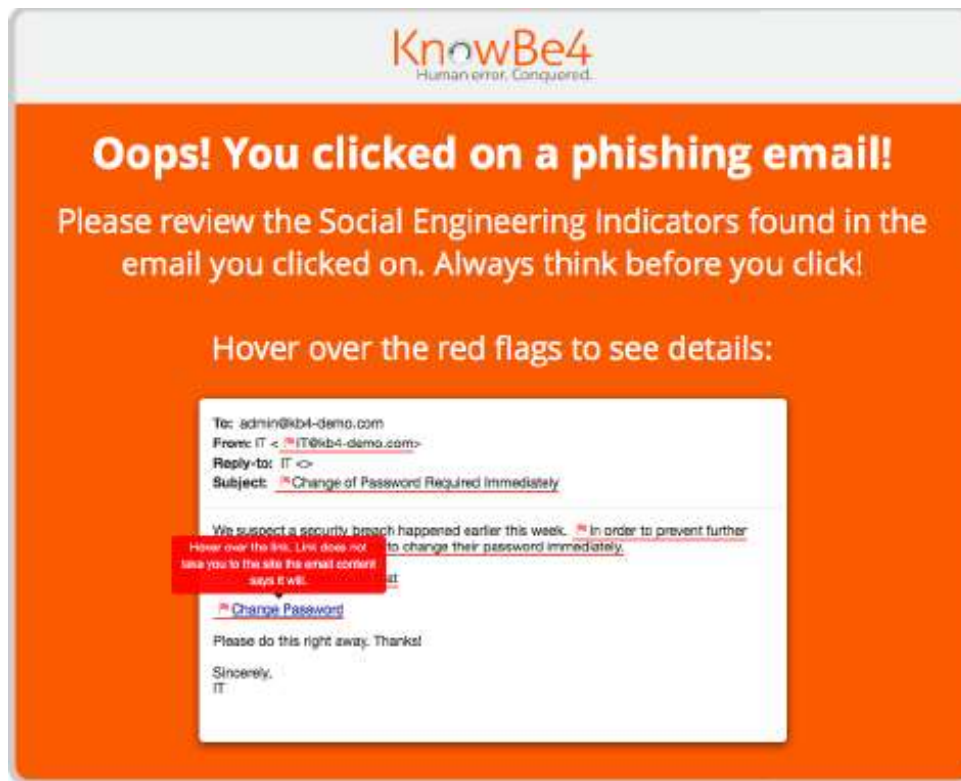 KnowBe4
Human error. Conquered.
Oops! You clicked on a phishing email!
Please review the Social Engineering Indicators found in the
email you clicked on. Always think before you click!
Hover over the red flags to see details:
To: admin@kb4-demo.com
From: IT <IT@kb4-demo.com>
Reply-to: IT <>
Subject: Change of Password Required Immediately
We suspect a security breach happened earlier this week. In order to prevent further
Hover over the link. Link does not
to change their password immediately.
take you to the site the email content
says it will.
Change Password
Please do this right away. Thanks!
Sincerely,
IT